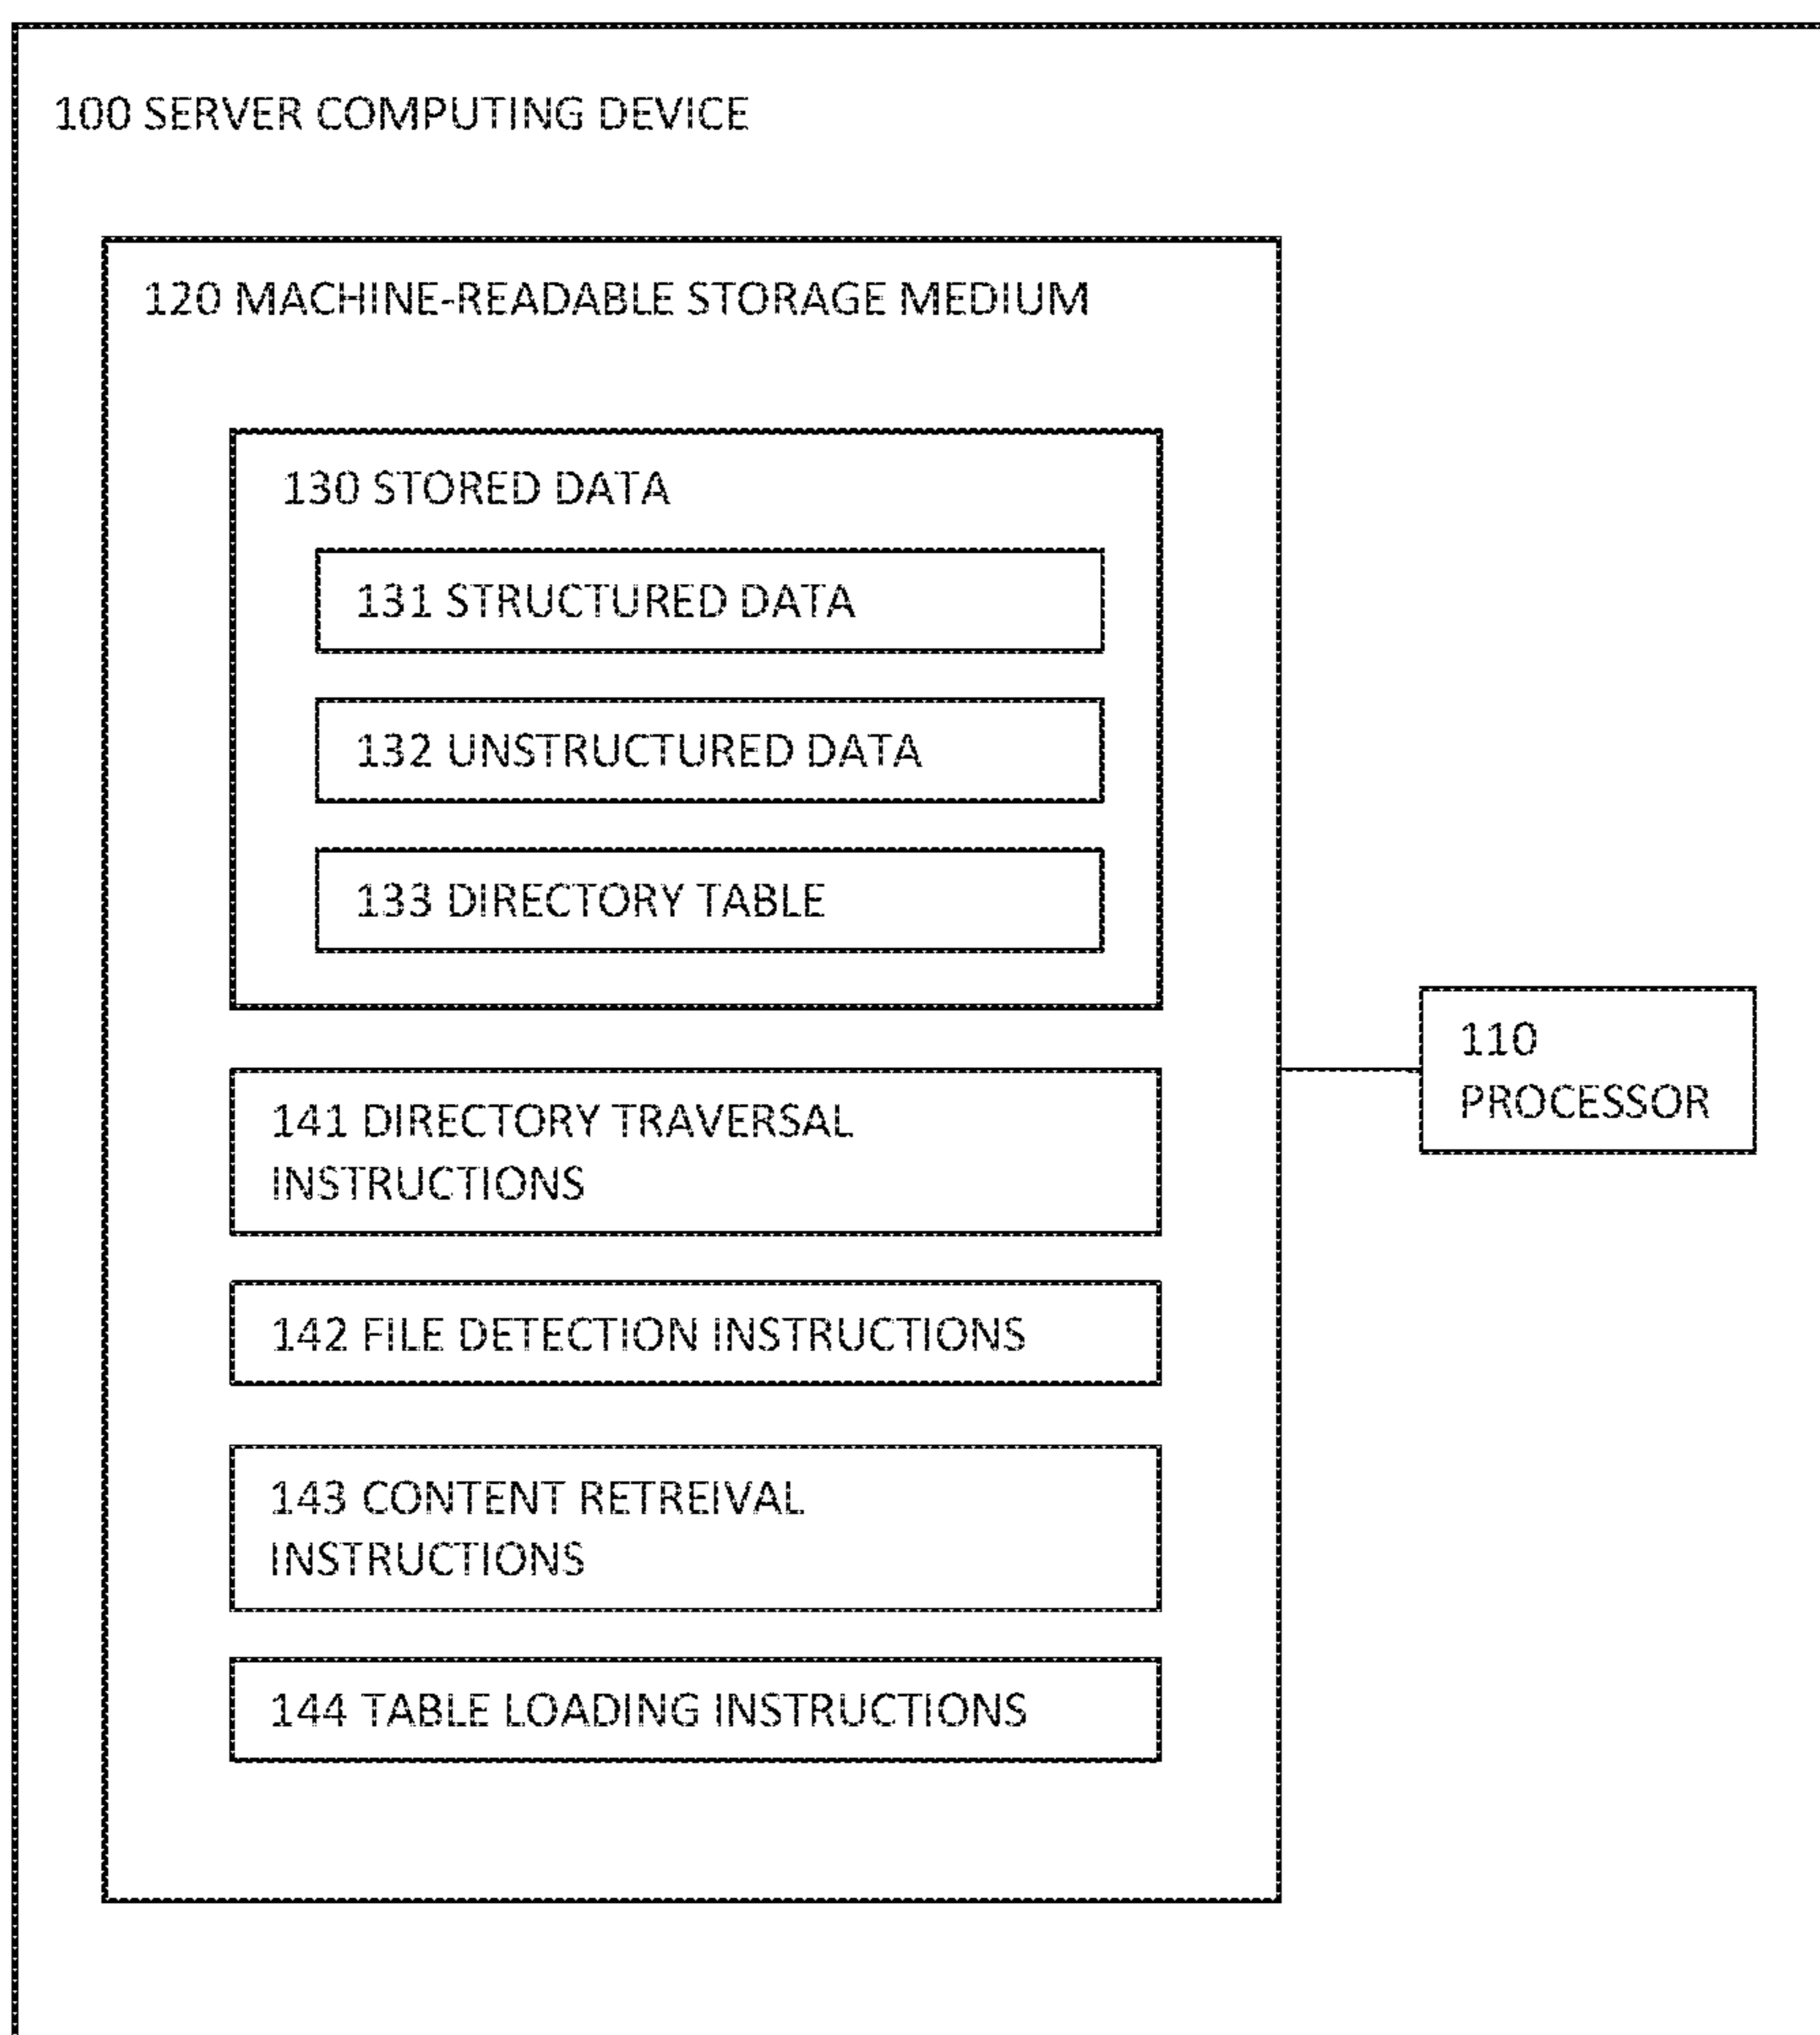 100 SERVER COMPUTING DEVICE
120 MACHINE-READABLE STORAGE MEDIUM
130 STORED DATA
131 STRUCTURED DATA
132 UNSTRUCTURED DATA
133 DIRECTORY TABLE
110
PROCESSOR
141 DIRECTORY TRAVERSAL
INSTRUCTIONS
142 FILE DETECTION INSTRUCTIONS
143 CONTENT RETREIVAL
INSTRUCTIONS
144 TABLE LOADING INSTRUCTIONS